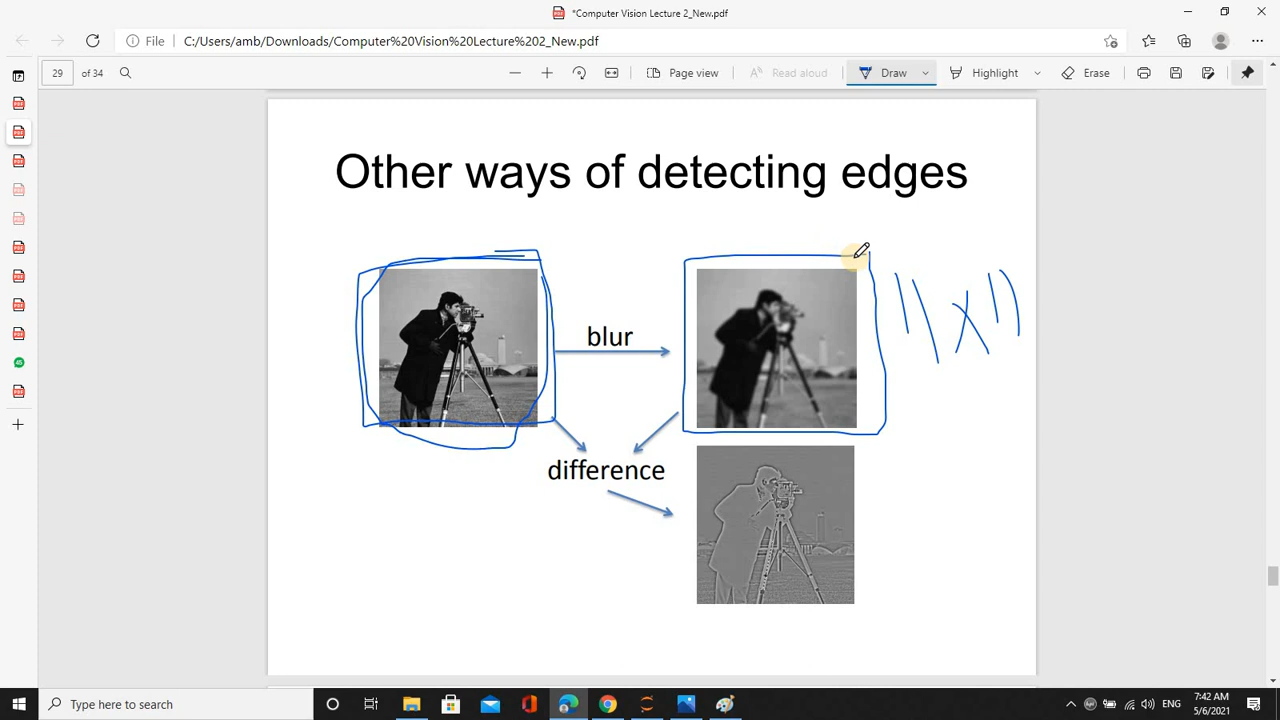 *Computer Vision Lecture 2_New.pdf
File C:/Users/amb/Downloads/Computer%20Vision%20Lecture%202_New.pdf
29 of 34 Page view Read aloud Draw Highlight Erase
Other ways of detecting edges
11 x 11
blur
difference
Type here to search
ENG
7:42 AM
5/6/2021